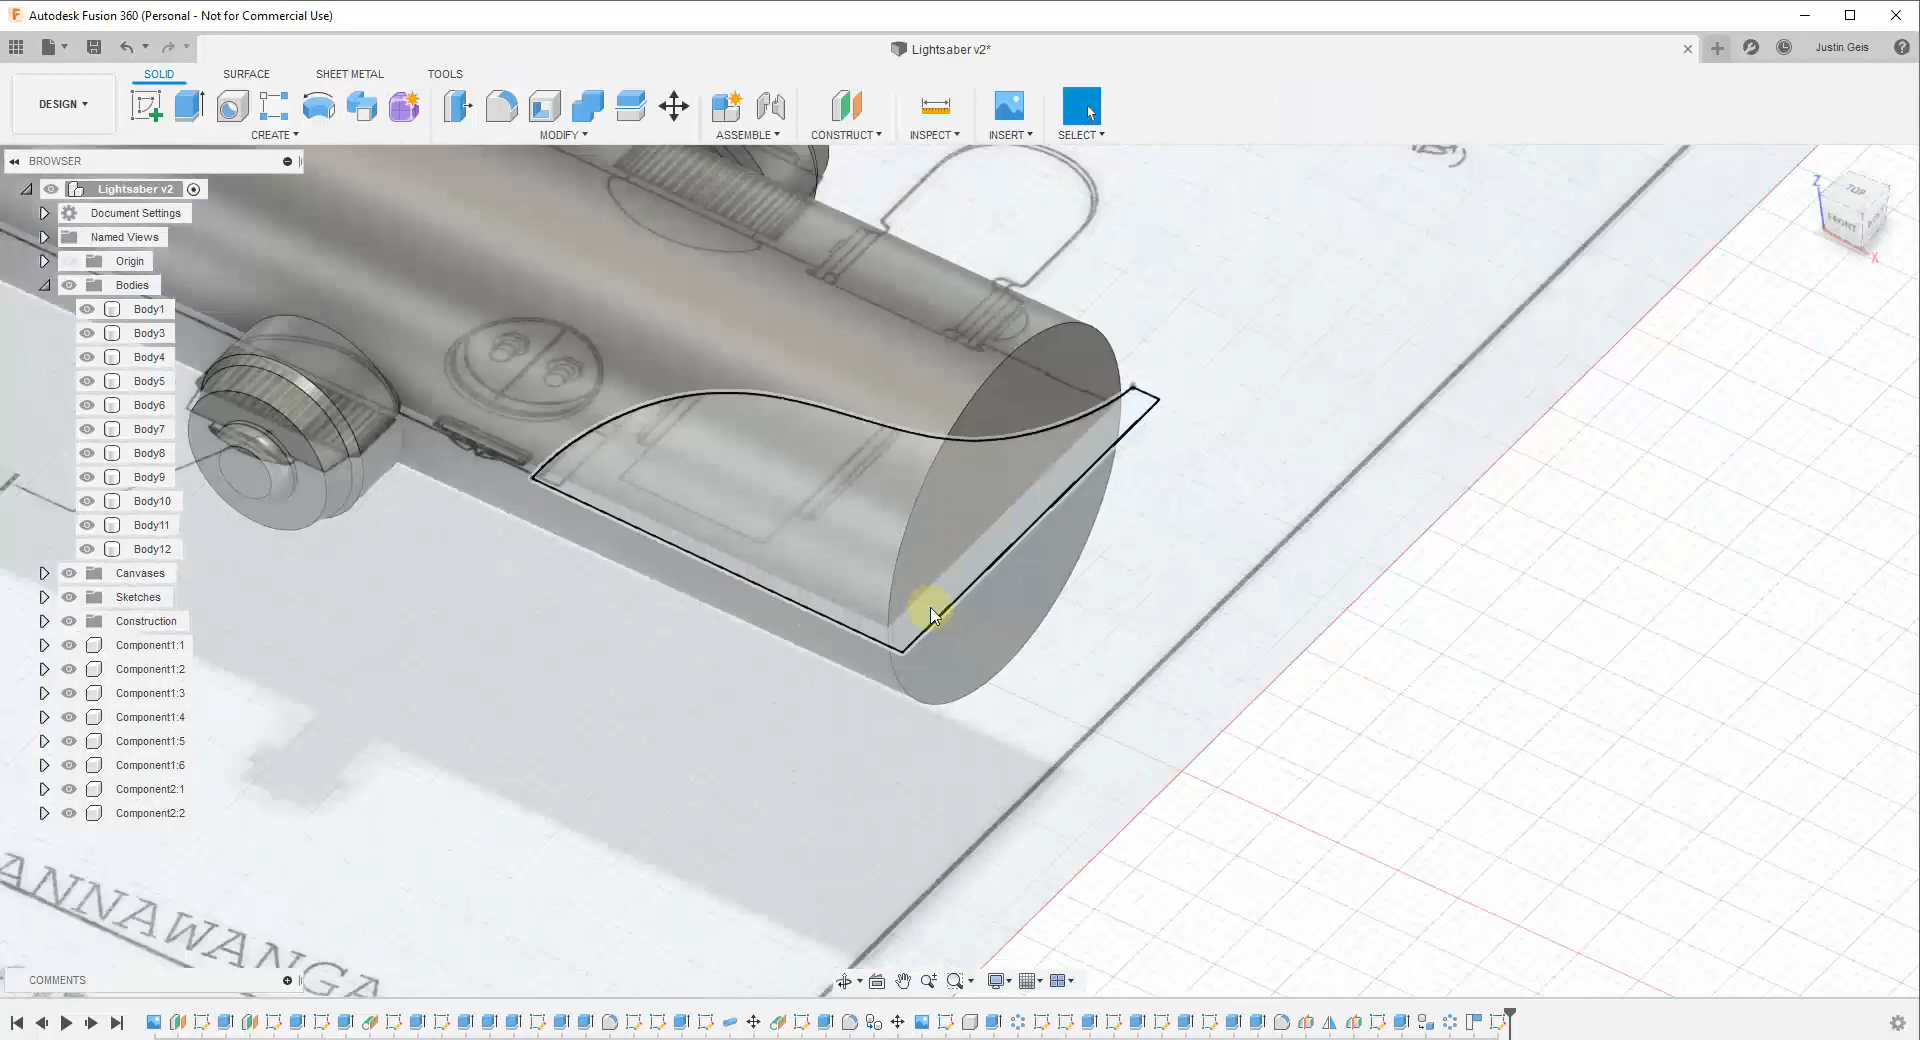 Autodesk Fusion 360 (Personal - Not for Commercial Use)
Lightsaber v2*
Justin Geis
DESIGN
SOLID
SURFACE
SHEET METAL
TOOLS
CREATE
MODIFY
ASSEMBLE
CONSTRUCT
INSPECT
INSERT
SELECT
BROWSER
Lightsaber v2
Document Settings
Named Views
Origin
Bodies
Body1
Body3
Body4
Body5
Body6
Body7
Body8
Body9
Body10
Body11
Body12
Canvases
Sketches
Construction
Component1:1
Component1:2
Component1:3
Component1:4
Component1:5
Component1:6
Component2:1
Component2:2
Z
TOP
FRONT
X
ANNAWANGA
COMMENTS